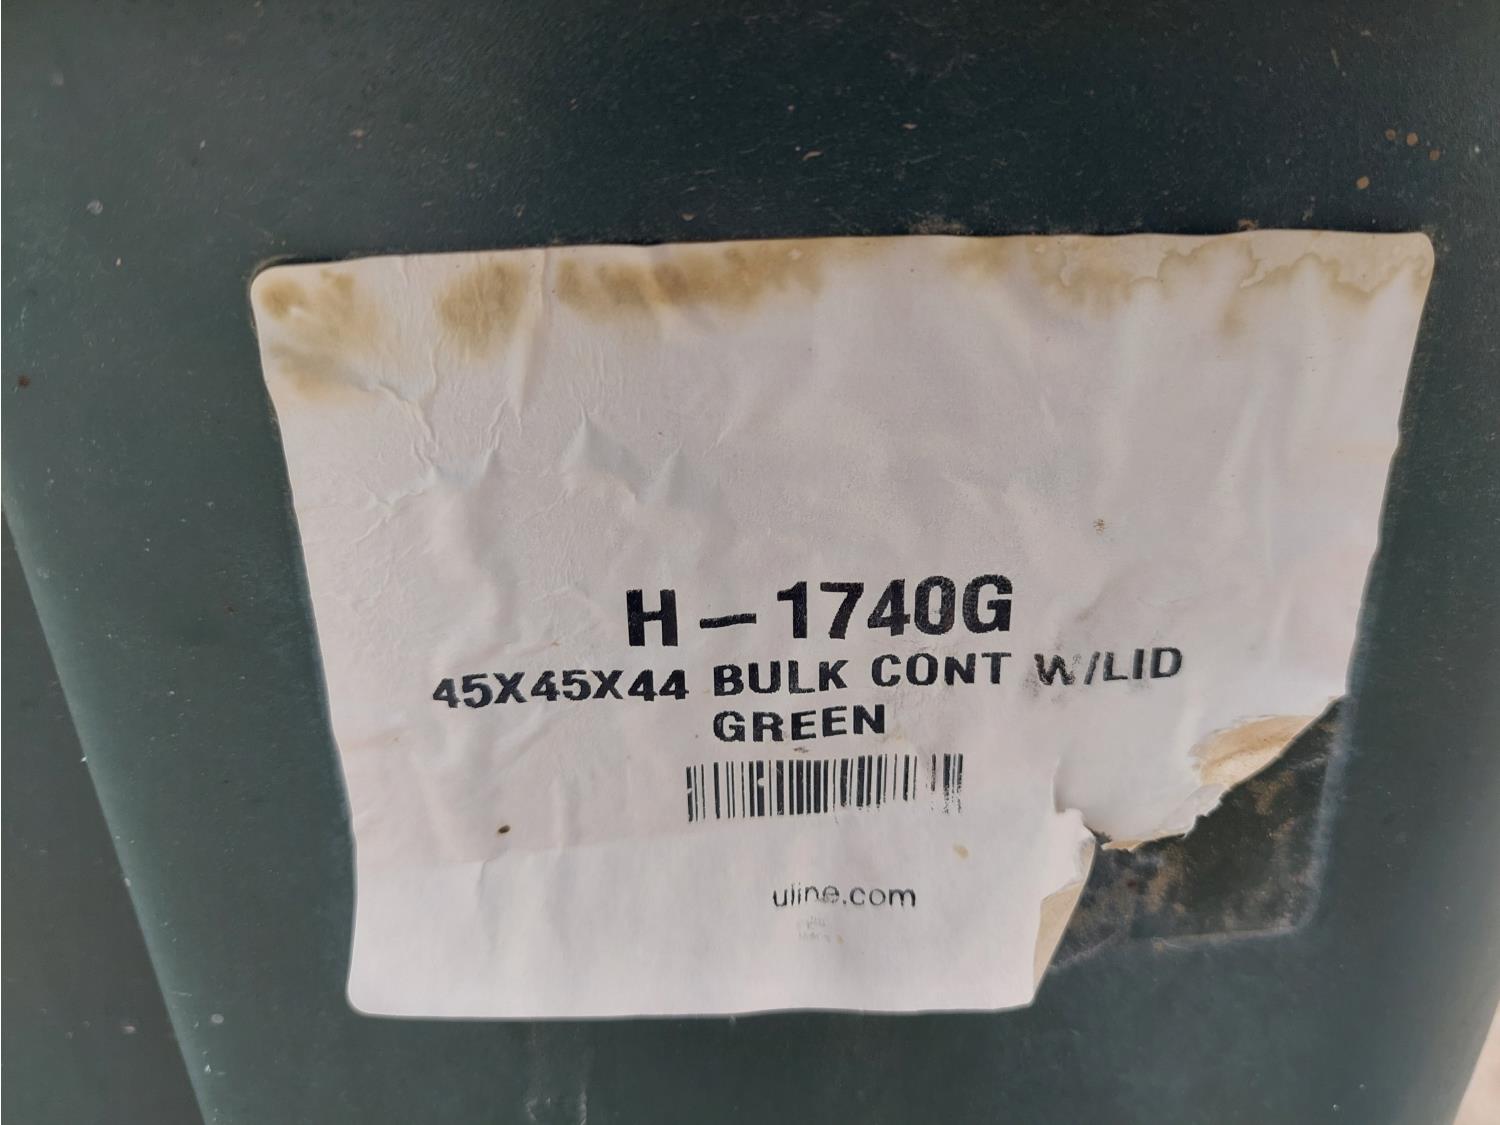 H-1740G
45X45X44 BULK CONT W/LID
GREEN
uline.com